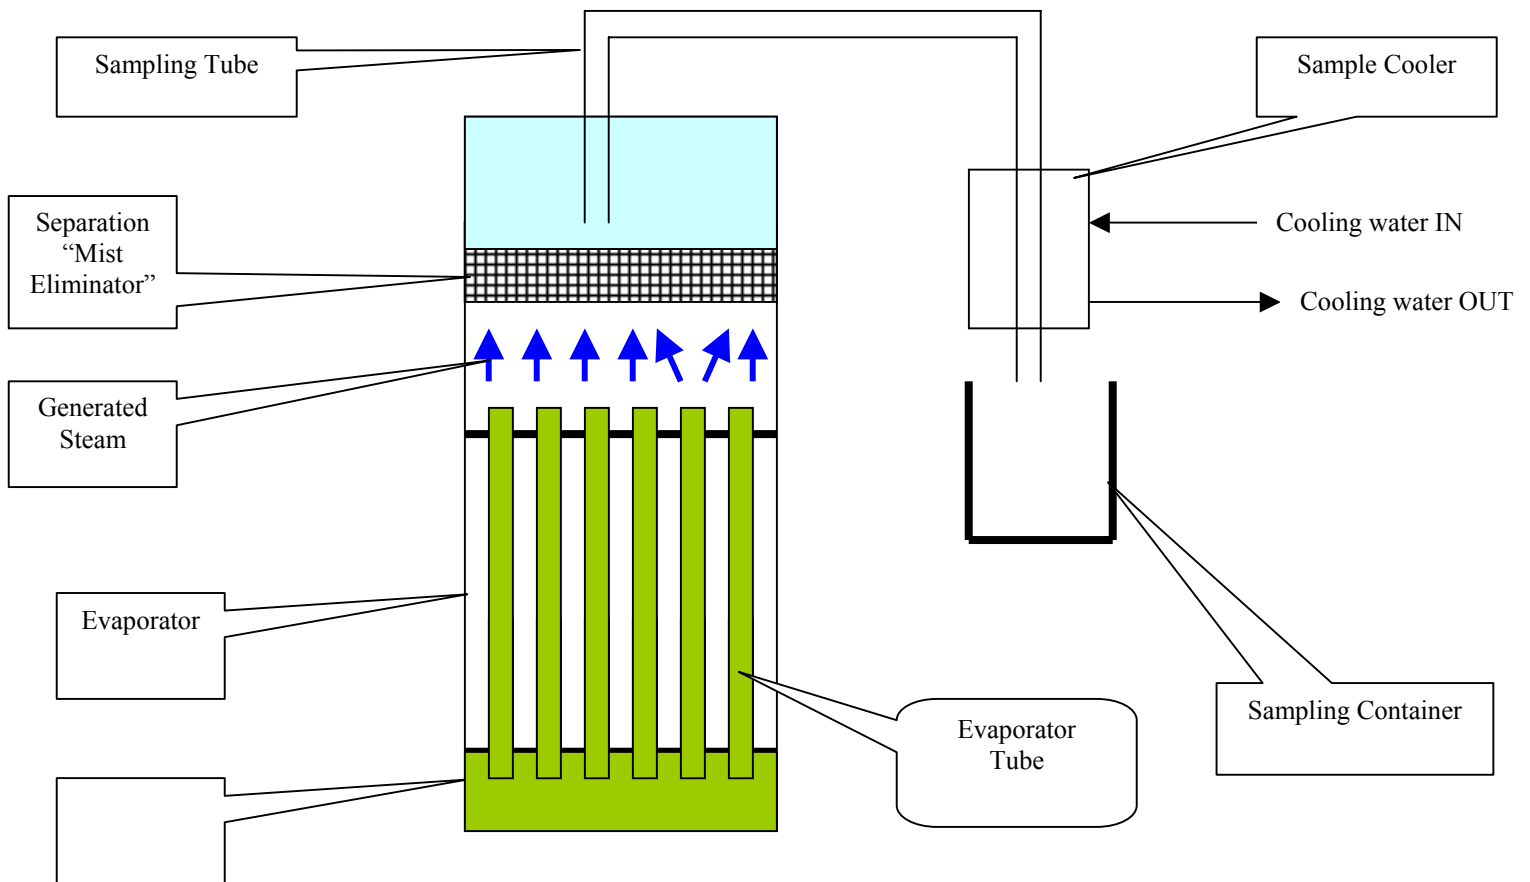 Sampling Tube
Sample Cooler
Separation
“Mist
Eliminator”
Cooling water IN
Cooling water OUT
Generated
Steam
Evaporator
Evaporator
Tube
Sampling Container